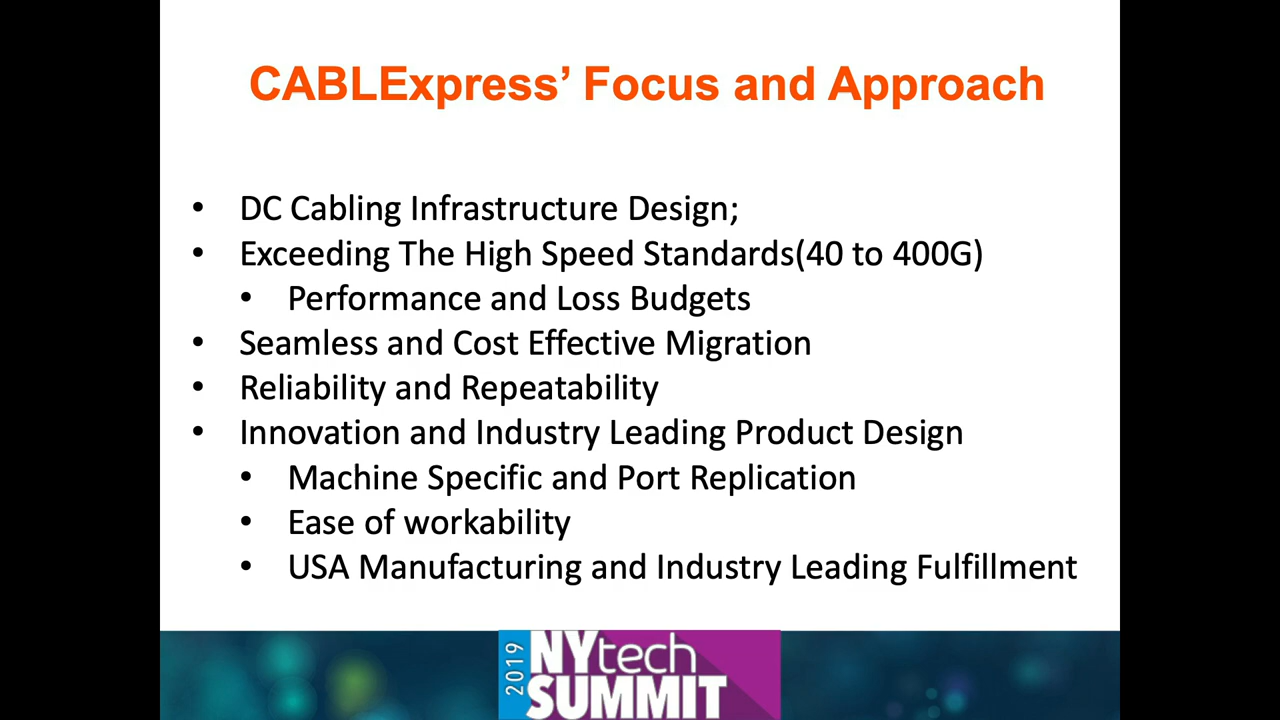 CABLExpress’ Focus and Approach
• DC Cabling Infrastructure Design;
• Exceeding The High Speed Standards(40 to 400G)
• Performance and Loss Budgets
• Seamless and Cost Effective Migration
• Reliability and Repeatability
• Innovation and Industry Leading Product Design
• Machine Specific and Port Replication
• Ease of workability
• USA Manufacturing and Industry Leading Fulfillment
2019
NYtech
SUMMIT